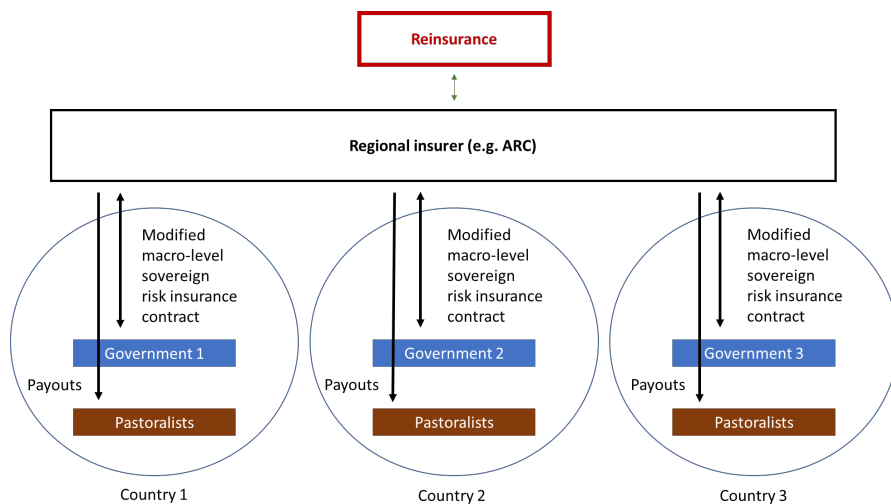 Reinsurance
Regional insurer (e.g. ARC)
Modified
macro-level
sovereign
risk insurance
contract
Government 1
Payouts
Pastoralists
Country 1
Modified
macro-level
sovereign
risk insurance
contract
Government 2
Payouts
Pastoralists
Country 2
Modified
macro-level
sovereign
risk insurance
contract
Government 3
Payouts
Pastoralists
Country 3